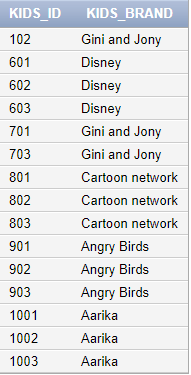 KIDS_ID KIDS_BRAND
102 Gini and Jony
601 Disney
602 Disney
603 Disney
701 Gini and Jony
703 Gini and Jony
801 Cartoon network
802 Cartoon network
803 Cartoon network
901 Angry Birds
902 Angry Birds
903 Angry Birds
1001 Aarika
1002 Aarika
1003 Aarika